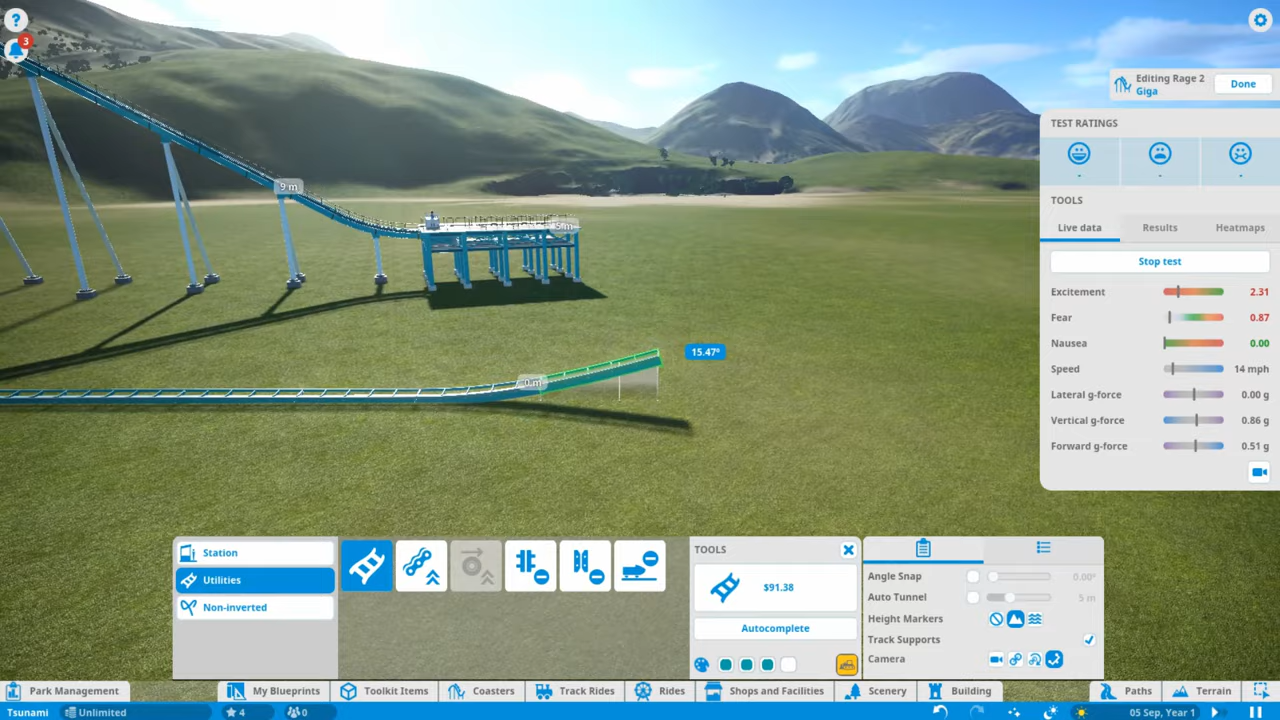 ?
3
Editing Rage 2
Giga
Done
TEST RATINGS
- - -
TOOLS
Live data Results Heatmaps
Stop test
Excitement 2.31
Fear 0.87
Nausea 0.00
Speed 14 mph
Lateral g-force 0.00 g
Vertical g-force 0.86 g
Forward g-force 0.51 g
9 m
15.47°
Station
Utilities
Non-inverted
TOOLS
$91.38
Autocomplete
Angle Snap 0.00°
Auto Tunnel 5 m
Height Markers
Track Supports
Camera
Park Management
My Blueprints
Toolkit Items
Coasters
Track Rides
Rides
Shops and Facilities
Scenery
Building
Paths
Terrain
Tsunami
Unlimited
4
0
05 Sep, Year 1